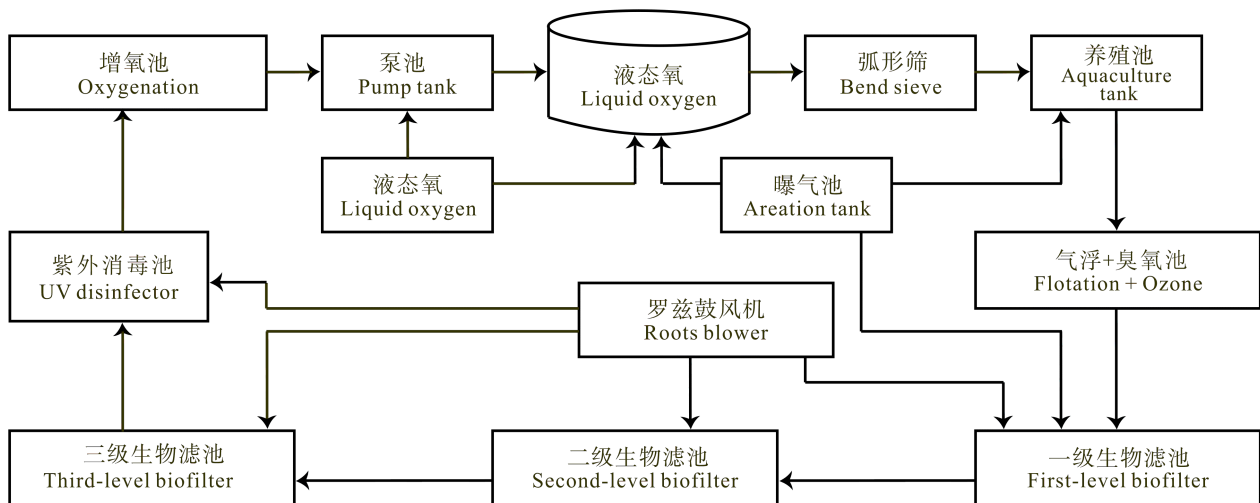 增氧池
Oxygenation
泵池
Pump tank
液态氧
Liquid oxygen
弧形筛
Bend sieve
养殖池
Aquaculture
tank
液态氧
Liquid oxygen
曝气池
Areation tank
紫外消毒池
UV disinfector
罗兹鼓风机
Roots blower
气浮+臭氧池
Flotation + Ozone
三级生物滤池
Third-level biofilter
二级生物滤池
Second-level biofilter
一级生物滤池
First-level biofilter